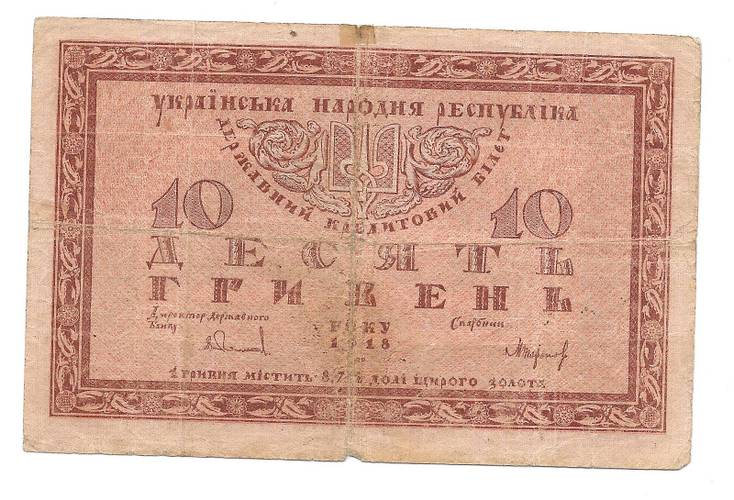 УКРАЇНСЬКА НАРОДНЯ РЕСПУБЛІКА
ДЕРЖАВНИЙ КРЕДИТОВИЙ БІЛЕТ
10 10
ДЕСЯТЬ
ГРИВЕНЬ
Директор Державного
Банку
РОКУ
1918
Скарбник
1 ГРИВНЯ МІСТИТЬ 8,712 ДОЛІ ЩИРОГО ЗОЛОТА